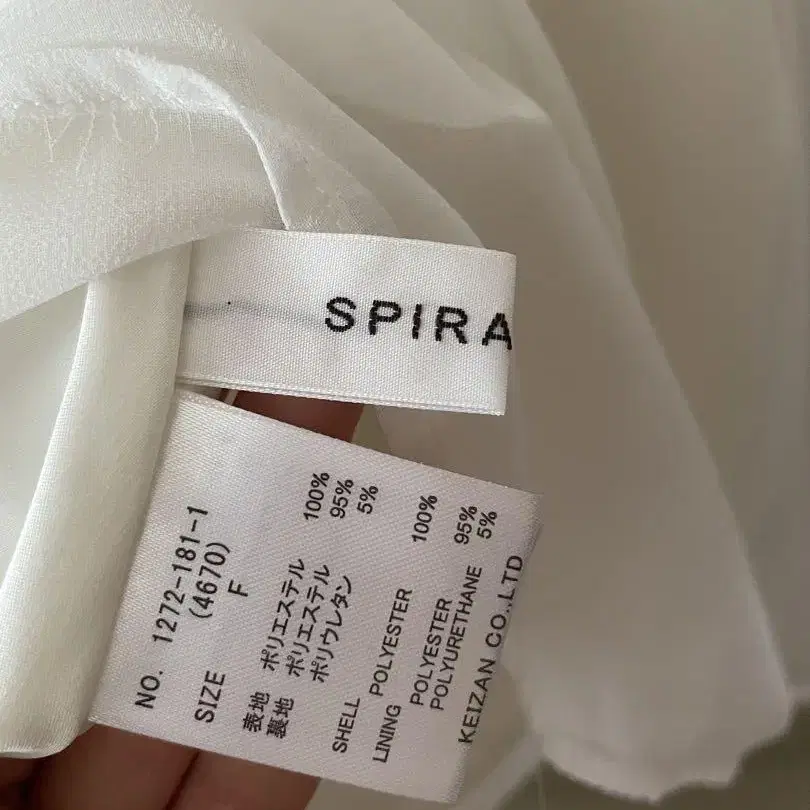 SPIRA
NO. 1272-181-1
(4670)
SIZE F
表地 ポリエステル 100%
裏地 ポリエステル 95%
ポリウレタン 5%
SHELL
POLYESTER 100%
LINING
POLYESTER 95%
POLYURETHANE 5%
KEIZAN CO.,LTD